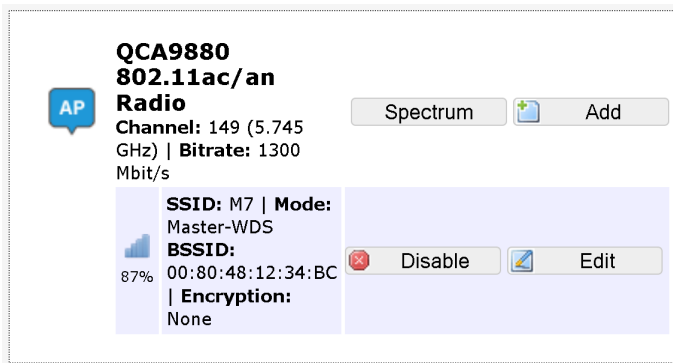 QCA9880
802.11ac/an
AP
Radio
Spectrum
Add
Channel: 149 (5.745
GHz) | Bitrate: 1300
Mbit/s
SSID: M7 | Mode:
Master-WDS
BSSID:
00:80:48:12:34:BC
| Encryption:
None
87%
Disable
Edit